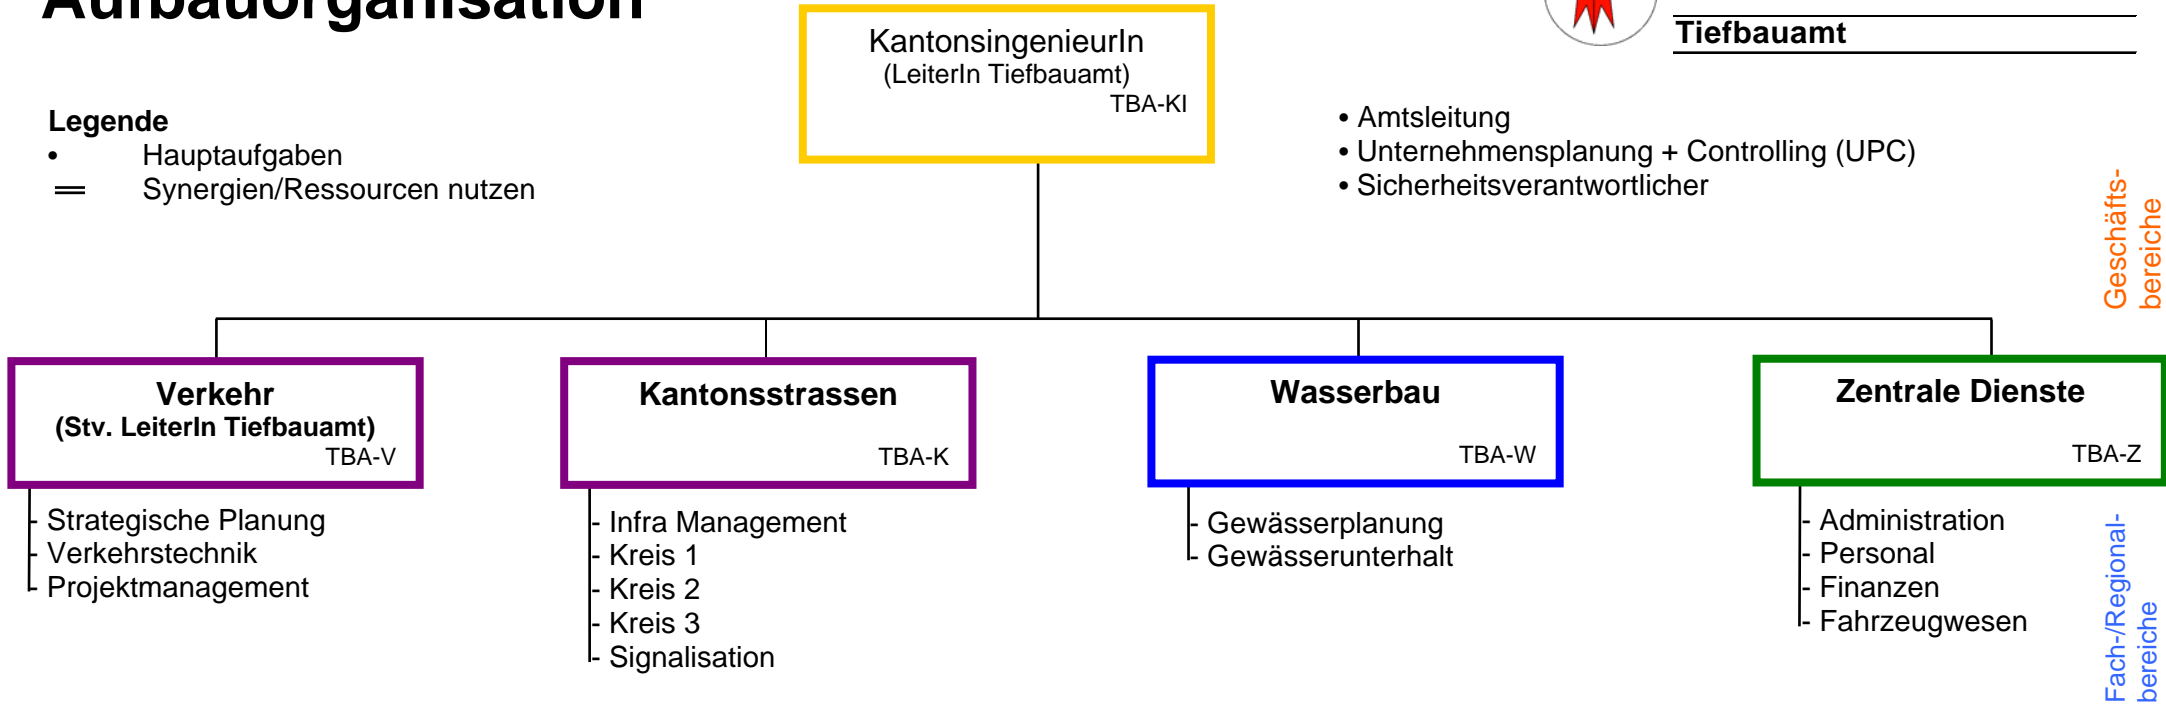 Aufbauorganisation
Tiefbauamt
KantonsingenieurIn
(LeiterIn Tiefbauamt)
TBA-KI
Legende
• Hauptaufgaben
Synergien/Ressourcen nutzen
• Amtsleitung
• Unternehmensplanung + Controlling (UPC)
• Sicherheitsverantwortlicher
Geschäfts-
bereiche
Verkehr
(Stv. LeiterIn Tiefbauamt)
TBA-V
- Strategische Planung
- Verkehrstechnik
- Projektmanagement
Kantonsstrassen
TBA-K
- Infra Management
- Kreis 1
- Kreis 2
- Kreis 3
- Signalisation
Wasserbau
TBA-W
- Gewässerplanung
- Gewässerunterhalt
Zentrale Dienste
TBA-Z
- Administration
- Personal
- Finanzen
- Fahrzeugwesen
Fach-/Regional-
bereiche